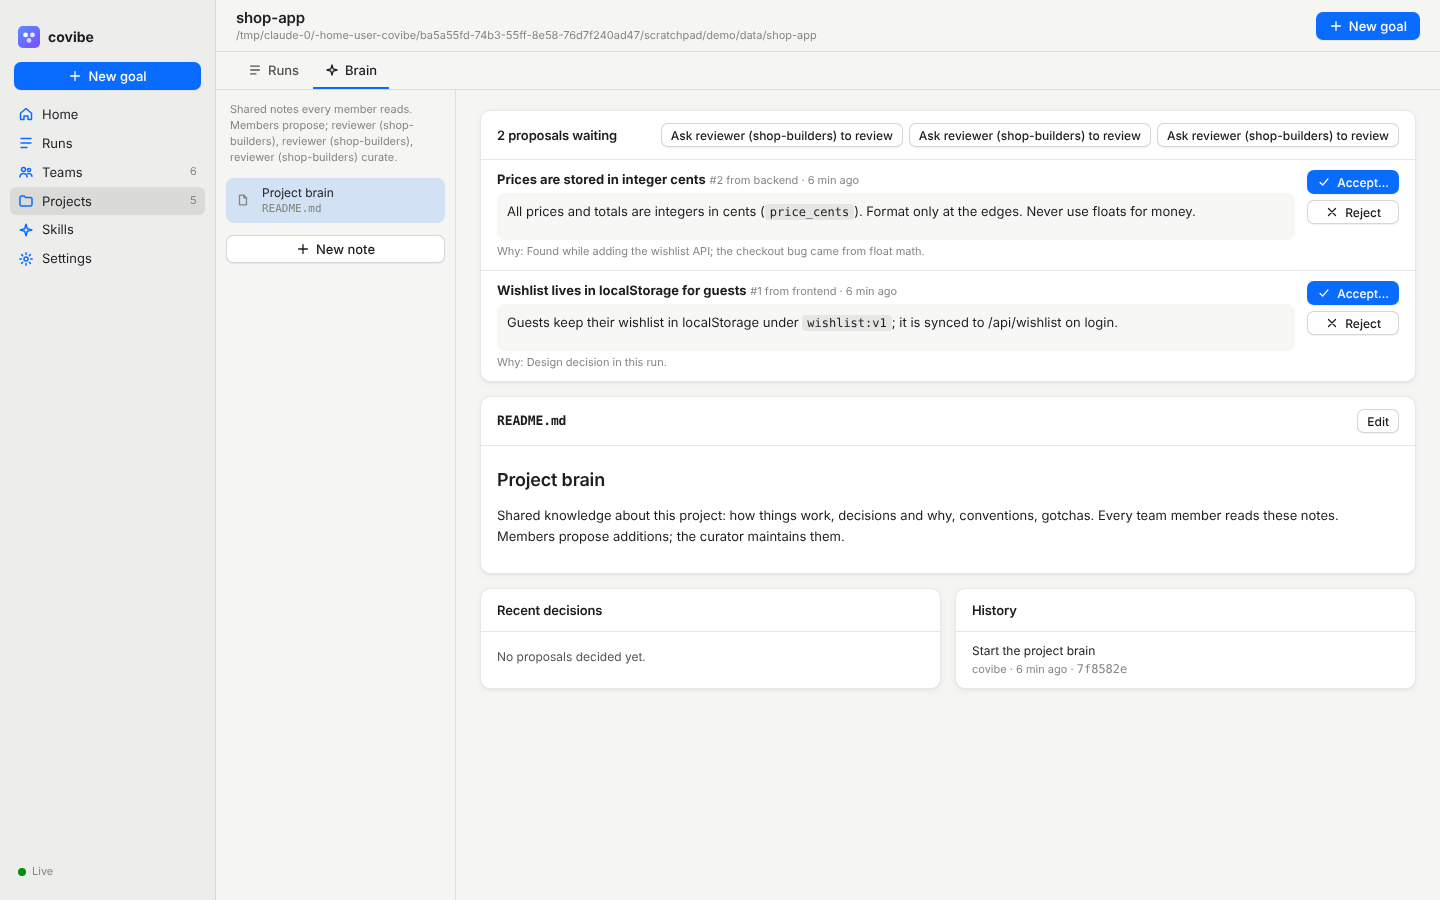 covibe
New goal
Home
Runs
Teams 6
Projects 5
Skills
Settings
Live
shop-app
/tmp/claude-0/-home-user-covibe/ba5a55fd-74b3-55ff-8e58-76d7f240ad47/scratchpad/demo/data/shop-app
New goal
Runs
Brain
Shared notes every member reads.
Members propose; reviewer (shop-
builders), reviewer (shop-builders),
reviewer (shop-builders) curate.
Project brain
README.md
New note
2 proposals waiting
Ask reviewer (shop-builders) to review
Ask reviewer (shop-builders) to review
Ask reviewer (shop-builders) to review
Prices are stored in integer cents #2 from backend · 6 min ago
Accept...
All prices and totals are integers in cents (price_cents). Format only at the edges. Never use floats for money.
Reject
Why: Found while adding the wishlist API; the checkout bug came from float math.
Wishlist lives in localStorage for guests #1 from frontend · 6 min ago
Accept...
Guests keep their wishlist in localStorage under wishlist:v1; it is synced to /api/wishlist on login.
Reject
Why: Design decision in this run.
README.md
Edit
Project brain
Shared knowledge about this project: how things work, decisions and why, conventions, gotchas. Every team member reads these notes.
Members propose additions; the curator maintains them.
Recent decisions
No proposals decided yet.
History
Start the project brain
covibe · 6 min ago · 7f8582e